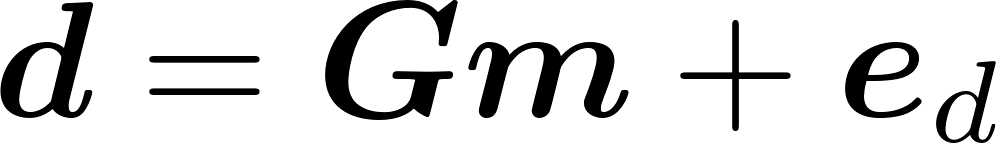 d = Gm + e_d